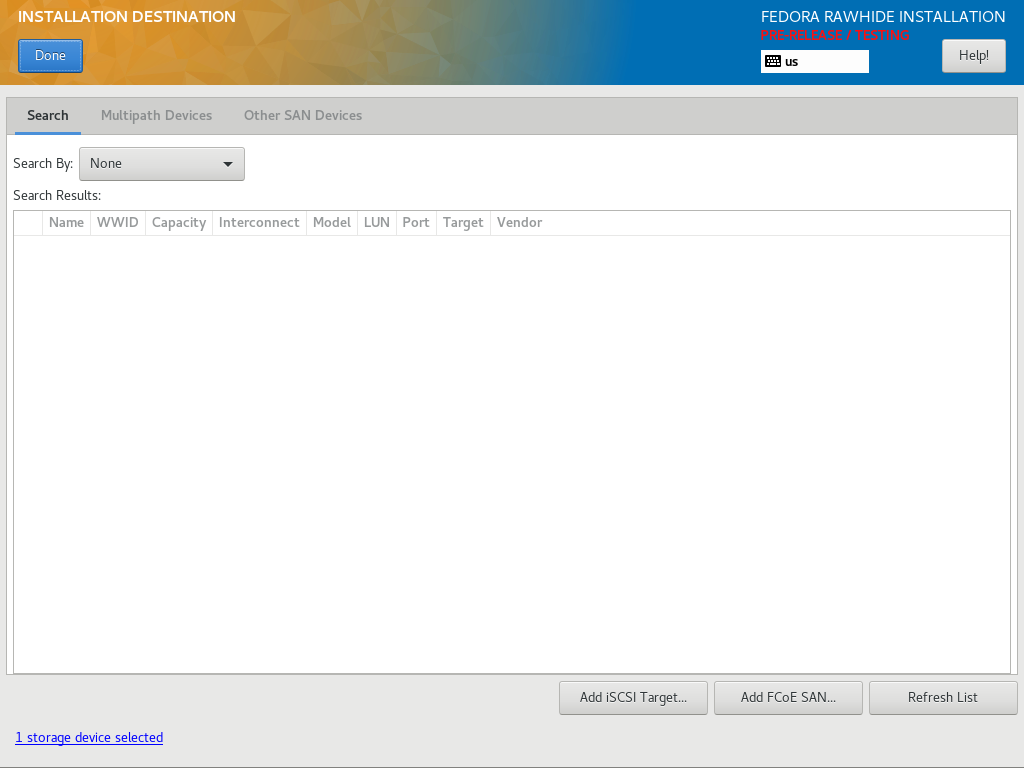 INSTALLATION DESTINATION
FEDORA RAWHIDE INSTALLATION
PRE-RELEASE / TESTING
Done
us
Help!
Search
Multipath Devices
Other SAN Devices
Search By: None
Search Results:
Name WWID Capacity Interconnect Model LUN Port Target Vendor
Add iSCSI Target...
Add FCoE SAN...
Refresh List
1 storage device selected